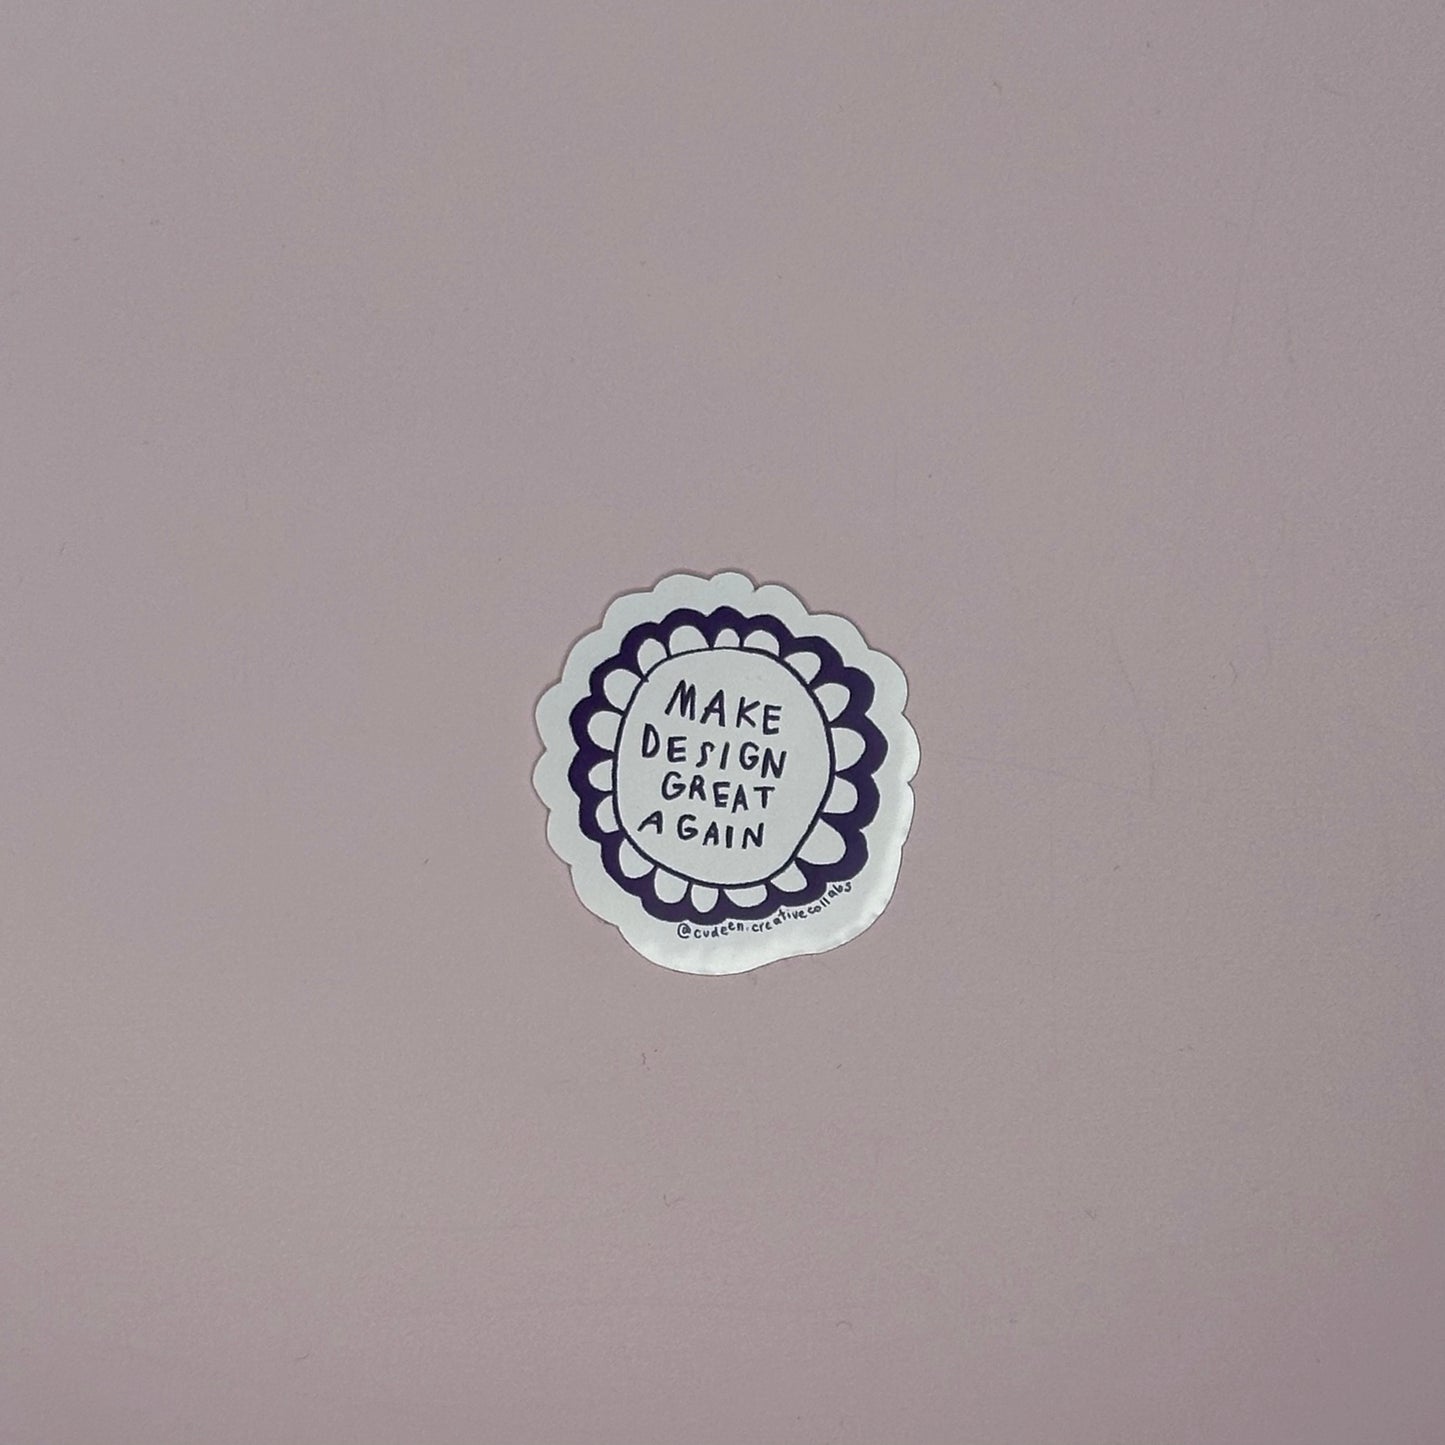 MAKE
DESIGN
GREAT
AGAIN
@cudeen.creativecollabs